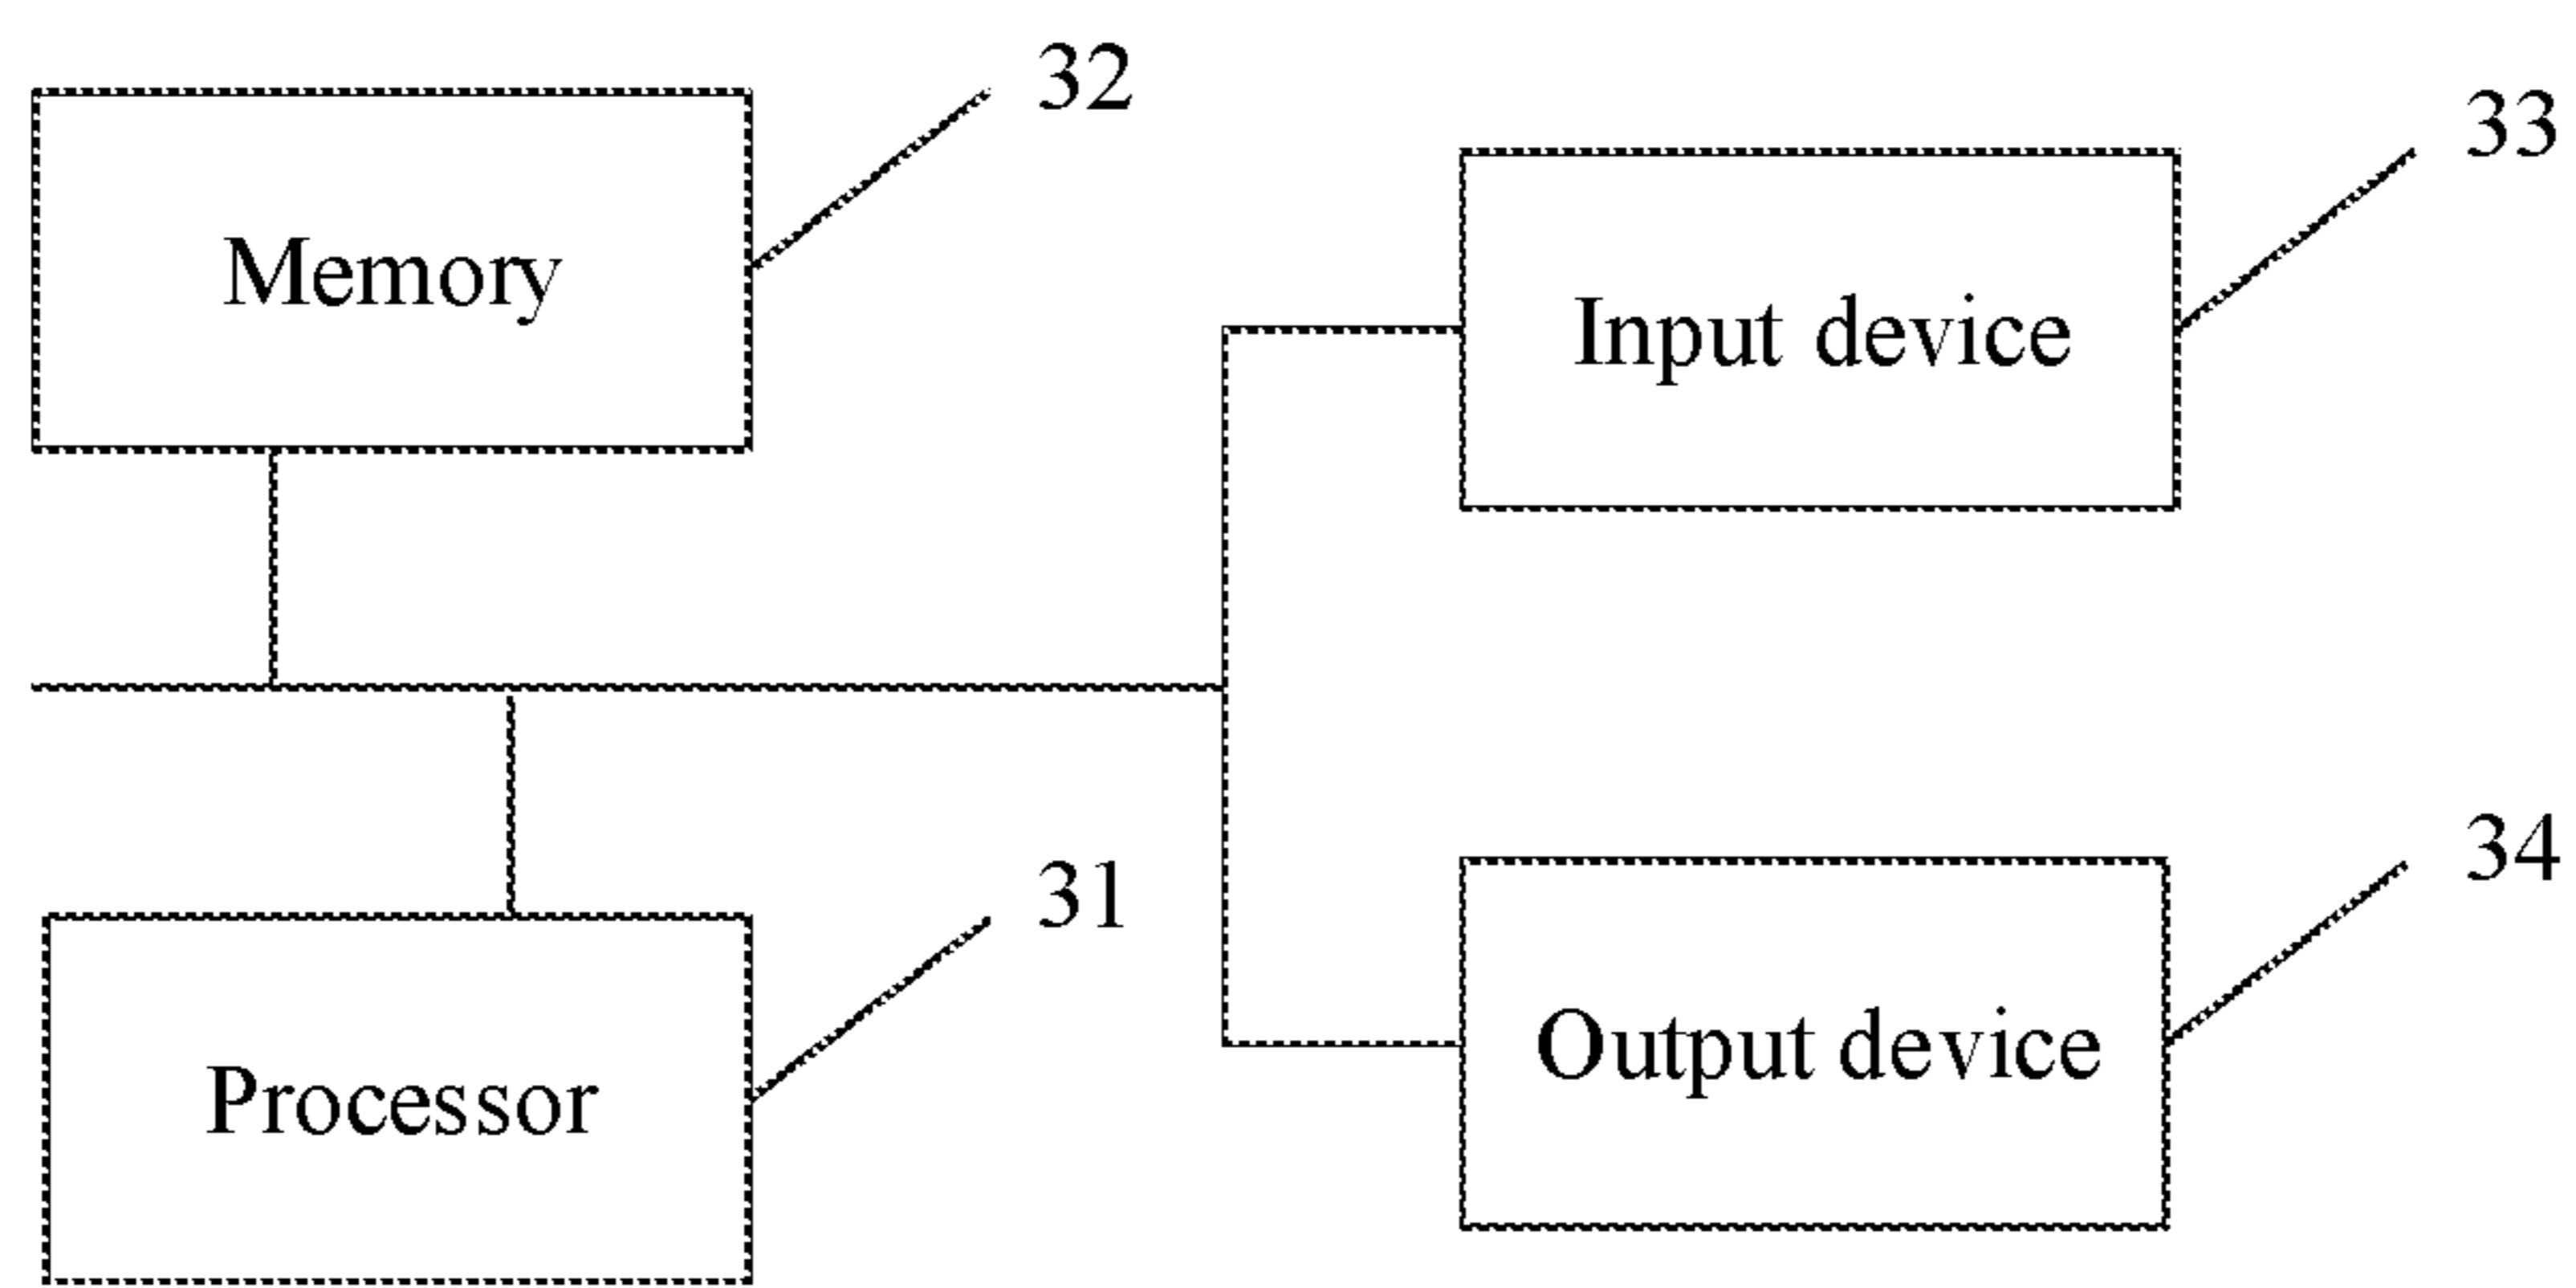 32
Memory
33
Input device
31
Processor
34
Output device